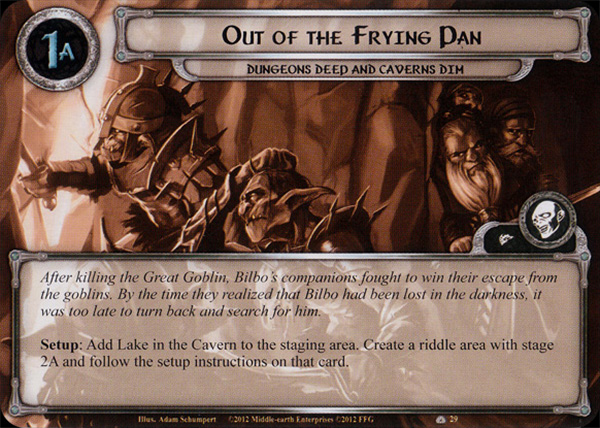 1A
OUT OF THE FRYING PAN
DUNGEONS DEEP AND CAVERNS DIM
After killing the Great Goblin, Bilbo's companions fought to win their escape from
the goblins. By the time they realized that Bilbo had been lost in the darkness, it
was too late to turn back and search for him.
Setup: Add Lake in the Cavern to the staging area. Create a riddle area with stage
2A and follow the setup instructions on that card.
Illus. Adam Schumpert ©2012 Middle-earth Enterprises ©2012 FFG 29